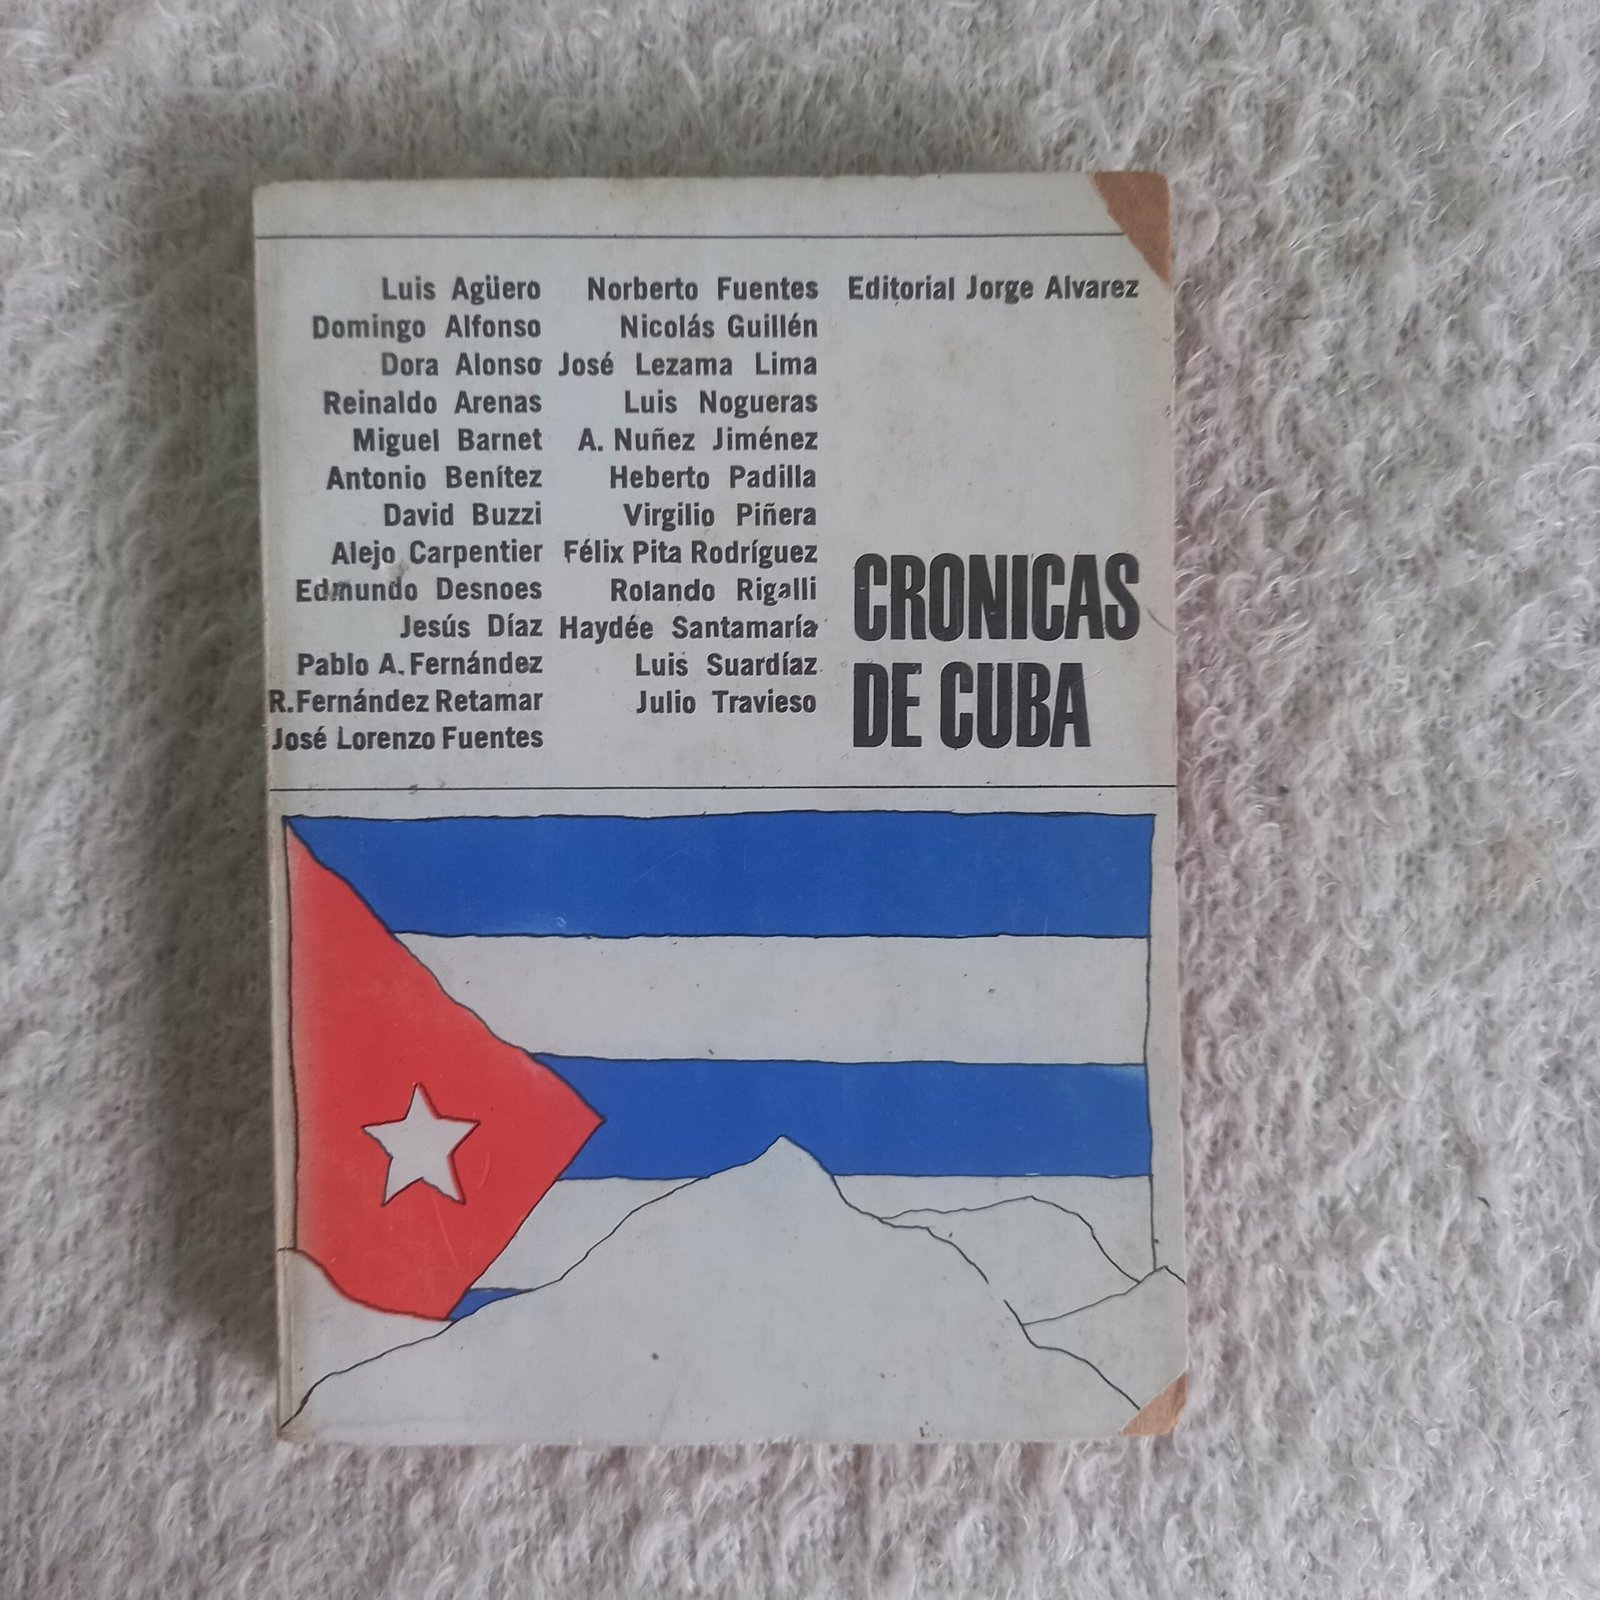 Luis Agüero
Domingo Alfonso
Dora Alonso
Reinaldo Arenas
Miguel Barnet
Antonio Benítez
David Buzzi
Alejo Carpentier
Edmundo Desnoes
Jesús Díaz
Pablo A. Fernández
R. Fernández Retamar
José Lorenzo Fuentes
Norberto Fuentes
Nicolás Guillén
José Lezama Lima
Luis Nogueras
A. Nuñez Jiménez
Heberto Padilla
Virgilio Piñera
Félix Pita Rodríguez
Rolando Rigalli
Haydée Santamaría
Luis Suardíaz
Julio Travieso
Editorial Jorge Alvarez
CRONICAS
DE CUBA